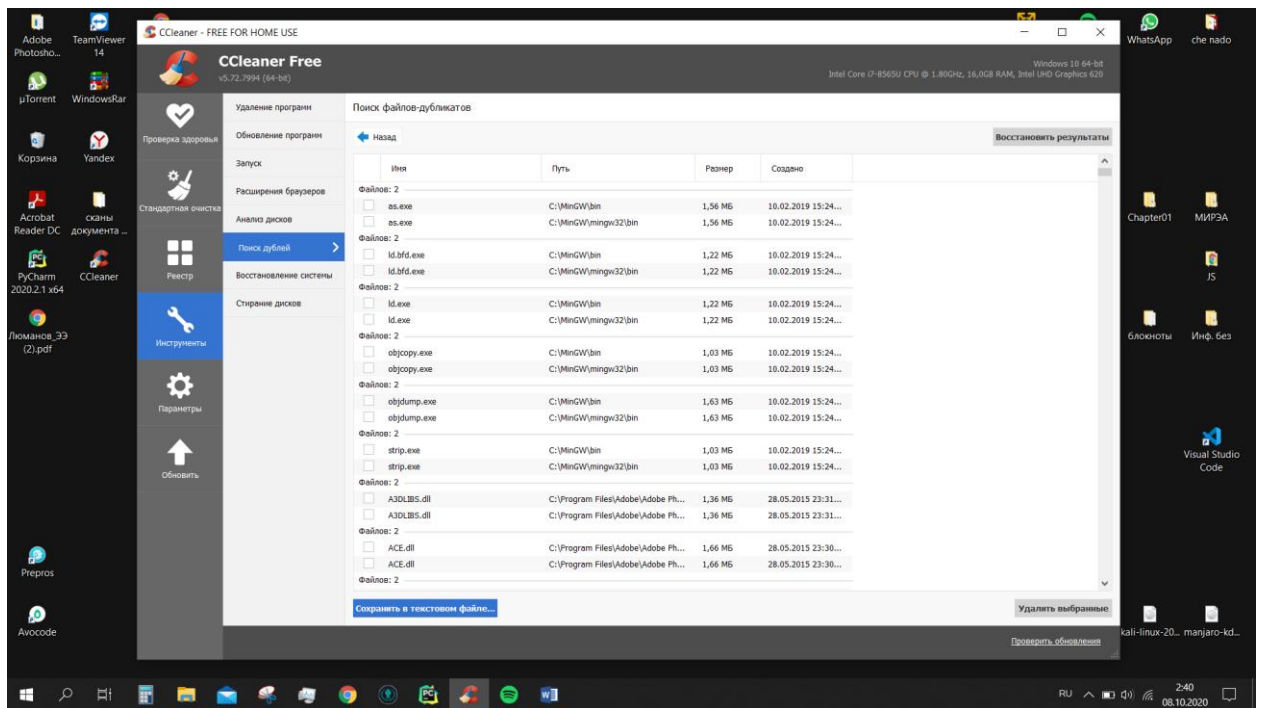 CCleaner - FREE FOR HOME USE
CCleaner Free
v5.72.7994 (64-bit)
Windows 10 64-bit
Intel Core i7-8565U CPU @ 1.80GHz, 16,0GB RAM, Intel UHD Graphics 620
Adobe
Photosho...
TeamViewer
14
µTorrent
WindowsRar
Корзина
Yandex
Acrobat
Reader DC
сканы
документа ...
PyCharm
2020.2.1 x64
CCleaner
Люманов_ЭЭ
(2).pdf
Prepros
Avocode
Проверка здоровья
Стандартная очистка
Реестр
Инструменты
Параметры
Обновить
Удаление программ
Обновление программ
Запуск
Расширения браузеров
Анализ дисков
Поиск дублей
Восстановление системы
Стирание дисков
Поиск файлов-дубликатов
Назад
Восстановить результаты
Имя Путь Размер Создано
Файлов: 2
as.exe C:\MinGW\bin 1,56 МБ 10.02.2019 15:24...
as.exe C:\MinGW\mingw32\bin 1,56 МБ 10.02.2019 15:24...
Файлов: 2
ld.bfd.exe C:\MinGW\bin 1,22 МБ 10.02.2019 15:24...
ld.bfd.exe C:\MinGW\mingw32\bin 1,22 МБ 10.02.2019 15:24...
Файлов: 2
ld.exe C:\MinGW\bin 1,22 МБ 10.02.2019 15:24...
ld.exe C:\MinGW\mingw32\bin 1,22 МБ 10.02.2019 15:24...
Файлов: 2
objcopy.exe C:\MinGW\bin 1,03 МБ 10.02.2019 15:24...
objcopy.exe C:\MinGW\mingw32\bin 1,03 МБ 10.02.2019 15:24...
Файлов: 2
objdump.exe C:\MinGW\bin 1,63 МБ 10.02.2019 15:24...
objdump.exe C:\MinGW\mingw32\bin 1,63 МБ 10.02.2019 15:24...
Файлов: 2
strip.exe C:\MinGW\bin 1,03 МБ 10.02.2019 15:24...
strip.exe C:\MinGW\mingw32\bin 1,03 МБ 10.02.2019 15:24...
Файлов: 2
A3DLIBS.dll C:\Program Files\Adobe\Adobe Ph... 1,36 МБ 28.05.2015 23:31...
A3DLIBS.dll C:\Program Files\Adobe\Adobe Ph... 1,36 МБ 28.05.2015 23:31...
Файлов: 2
ACE.dll C:\Program Files\Adobe\Adobe Ph... 1,66 МБ 28.05.2015 23:30...
ACE.dll C:\Program Files\Adobe\Adobe Ph... 1,66 МБ 28.05.2015 23:30...
Файлов: 2
Сохранить в текстовом файле...
Удалить выбранные
Проверить обновления
WhatsApp
che nado
Chapter01
МИРЭА
JS
блокноты
Инф. без
Visual Studio
Code
kali-linux-20...
manjaro-kd...
RU
2:40
08.10.2020